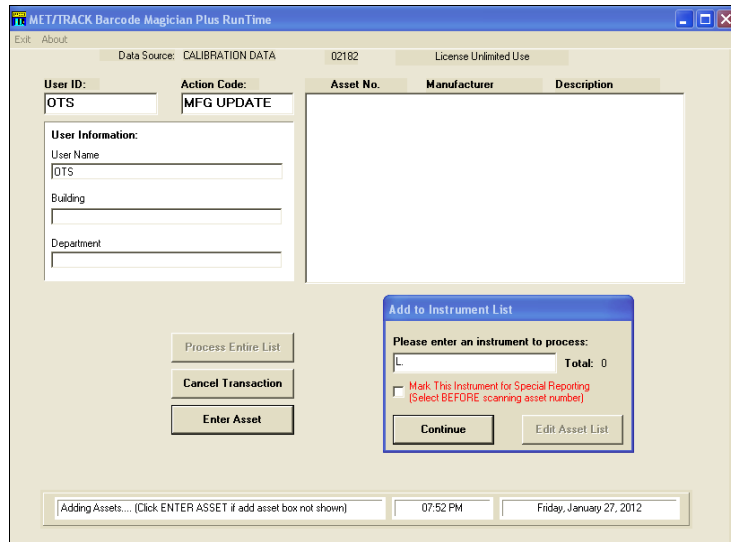 MET/TRACK Barcode Magician Plus RunTime
Exit About
Data Source: CALIBRATION DATA 02182 License Unlimited Use
User ID: Action Code: Asset No. Manufacturer Description
OTS MFG UPDATE
User Information:
User Name
OTS
Building
Department
Add to Instrument List
Please enter an instrument to process:
L. Total: 0
Mark This Instrument for Special Reporting
(Select BEFORE scanning asset number)
Continue Edit Asset List
Process Entire List
Cancel Transaction
Enter Asset
Adding Assets.... (Click ENTER ASSET if add asset box not shown) 07:52 PM Friday, January 27, 2012